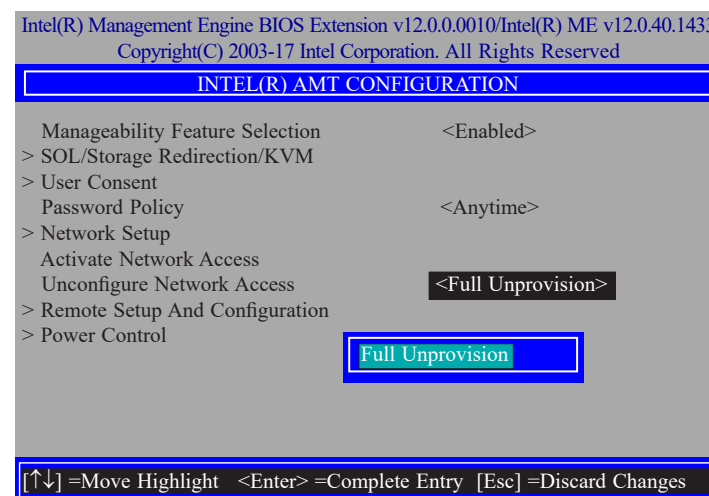 Intel(R) Management Engine BIOS Extension v12.0.0.0010/Intel(R) ME v12.0.40.1433
Copyright(C) 2003-17 Intel Corporation. All Rights Reserved
INTEL(R) AMT CONFIGURATION
Manageability Feature Selection <Enabled>
> SOL/Storage Redirection/KVM
> User Consent
Password Policy <Anytime>
> Network Setup
Activate Network Access
Unconfigure Network Access <Full Unprovision>
> Remote Setup And Configuration
> Power Control
Full Unprovision
[↑↓] =Move Highlight <Enter> =Complete Entry [Esc] =Discard Changes